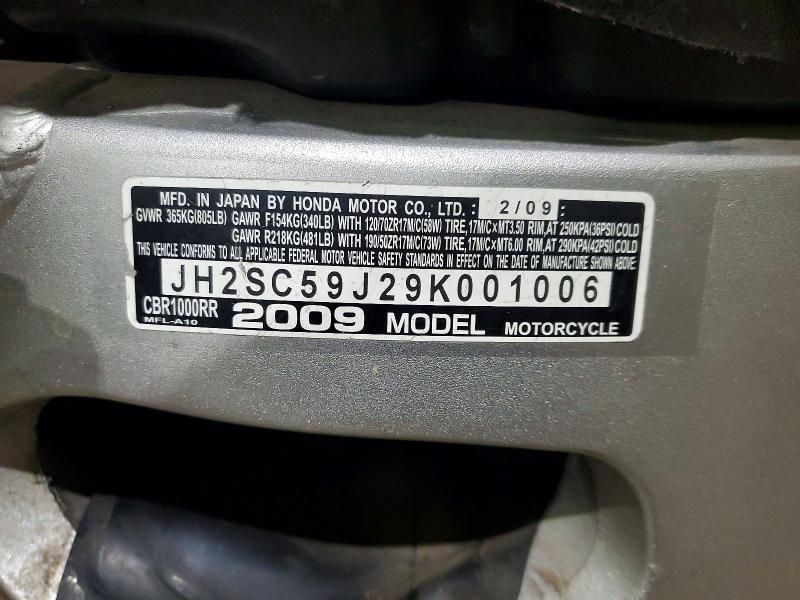 MFD. IN JAPAN BY HONDA MOTOR CO., LTD. : 2/09 :
GVWR 365KG(805LB) GAWR F154KG(340LB) WITH 120/70ZR17M/C(58W) TIRE,17M/C×MT3.50 RIM,AT 250KPA(36PSI)COLD
GAWR R218KG(481LB) WITH 190/50ZR17M/C(73W) TIRE,17M/C×MT6.00 RIM,AT 290KPA(42PSI)COLD
THIS VEHICLE CONFORMS TO ALL APPLICABLE FEDERAL MOTOR VEHICLE SAFETY STANDARDS IN EFFECT ON THE DATE OF MANUFACTURE SHOWN ABOVE.
JH2SC59J29K001006
CBR1000RR 2009 MODEL MOTORCYCLE
MFL-A10